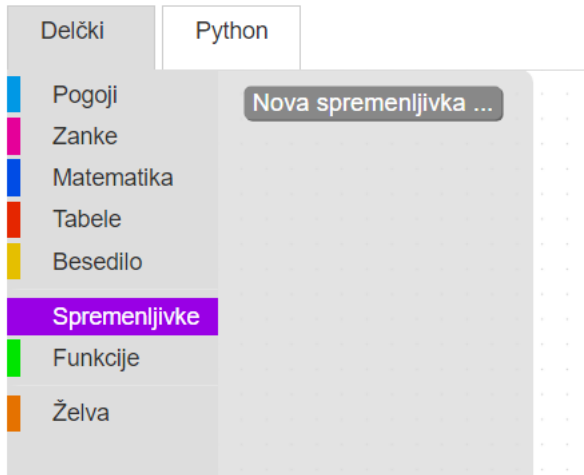 Delčki Python
Pogoji
Nova spremenljivka ...
Zanke
Matematika
Tabele
Besedilo
Spremenljivke
Funkcije
Želva